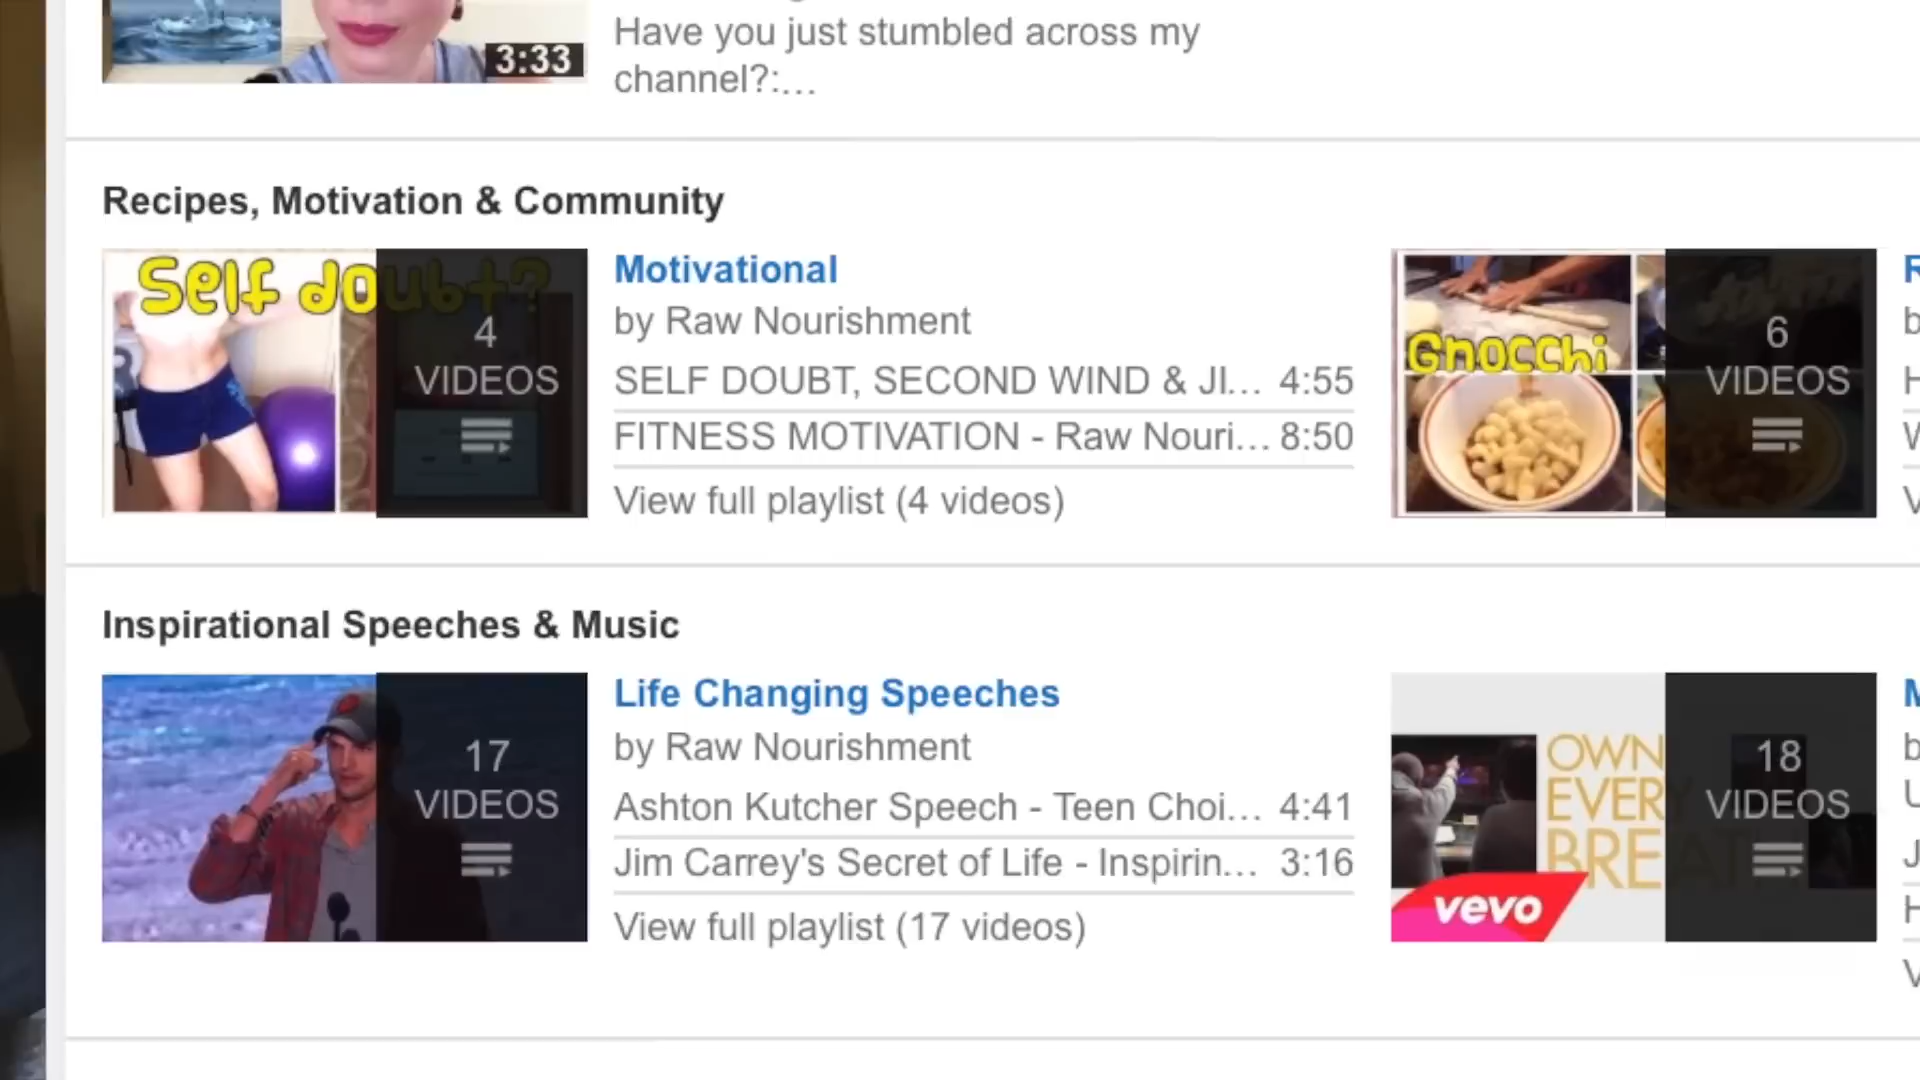 3:33
Have you just stumbled across my
channel?:...
Recipes, Motivation & Community
Self doubt?
4
VIDEOS
Motivational
by Raw Nourishment
SELF DOUBT, SECOND WIND & JI... 4:55
FITNESS MOTIVATION - Raw Nouri... 8:50
View full playlist (4 videos)
Gnocchi
6
VIDEOS
Inspirational Speeches & Music
17
VIDEOS
Life Changing Speeches
by Raw Nourishment
Ashton Kutcher Speech - Teen Choi... 4:41
Jim Carrey's Secret of Life - Inspirin... 3:16
View full playlist (17 videos)
OWN
EVERY
BREATH
vevo
18
VIDEOS